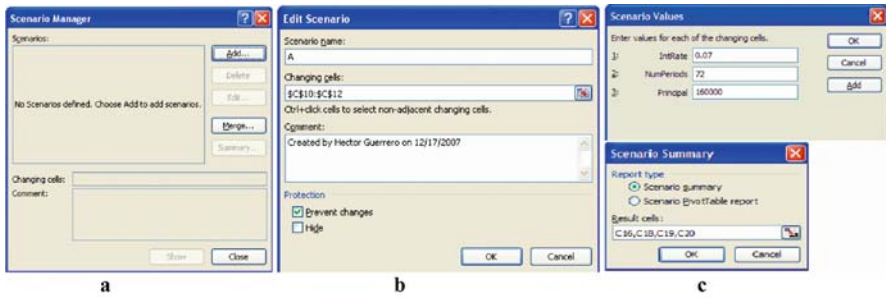 Scenario Manager
Scenarios:
No Scenarios defined. Choose Add to add scenarios.
Add...
Delete
Edit...
Merge...
Summary...
Changing cells:
Comment:
Show
Close
a
Edit Scenario
Scenario name:
A
Changing cells:
$C$10:$C$12
Ctrl+click cells to select non-adjacent changing cells.
Comment:
Created by Hector Guerrero on 12/17/2007
Protection
Prevent changes
Hide
OK
Cancel
b
Scenario Values
Enter values for each of the changing cells.
1: IntRate 0.07
2: NumPeriods 72
3: Principal 160000
OK
Cancel
Add
Scenario Summary
Report type
Scenario summary
Scenario PivotTable report
Result cells:
C16,C18,C19,C20
OK
Cancel
c